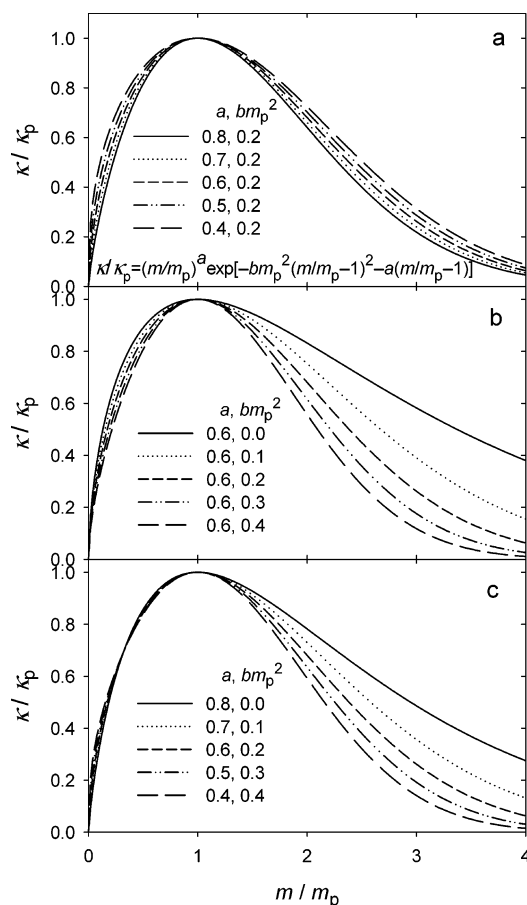 a
1.0
0.8
0.6
0.4
0.2
0.0
κ / κp
a, bmp²
0.8, 0.2
0.7, 0.2
0.6, 0.2
0.5, 0.2
0.4, 0.2
κ/κp=(m/mp)ᵃexp[–bmp²(m/mp–1)²–a(m/mp–1)]
b
1.0
0.8
0.6
0.4
0.2
0.0
κ / κp
a, bmp²
0.6, 0.0
0.6, 0.1
0.6, 0.2
0.6, 0.3
0.6, 0.4
c
1.0
0.8
0.6
0.4
0.2
0.0
κ / κp
a, bmp²
0.8, 0.0
0.7, 0.1
0.6, 0.2
0.5, 0.3
0.4, 0.4
0 1 2 3 4
m / mp